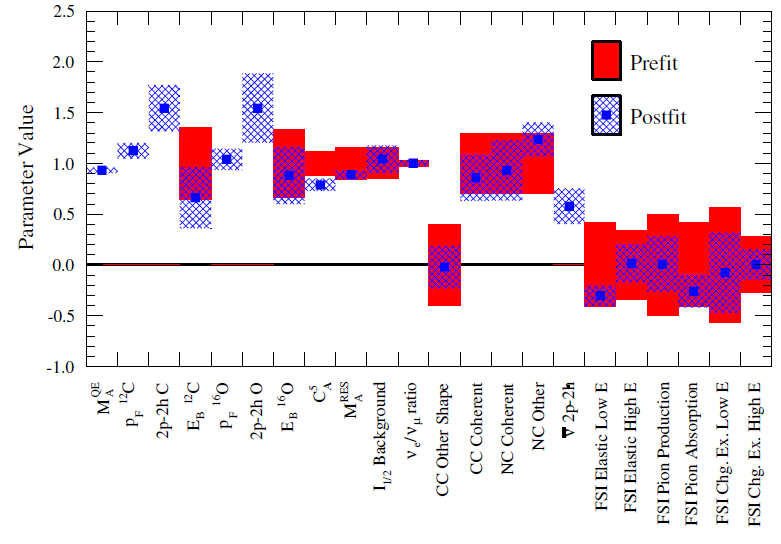 2.5
2.0
1.5
1.0
0.5
0.0
-0.5
-1.0
Parameter Value
Prefit
Postfit
M_A^QE
p_F ^12C
2p-2h C
E_B ^12C
p_F ^16O
2p-2h O
E_B ^16O
C_A^5
M_A^RES
I_1/2 Background
ν_e/ν_μ ratio
CC Other Shape
CC Coherent
NC Coherent
NC Other
ν̅ 2p-2h
FSI Elastic Low E
FSI Elastic High E
FSI Pion Production
FSI Pion Absorption
FSI Chg. Ex. Low E
FSI Chg. Ex. High E